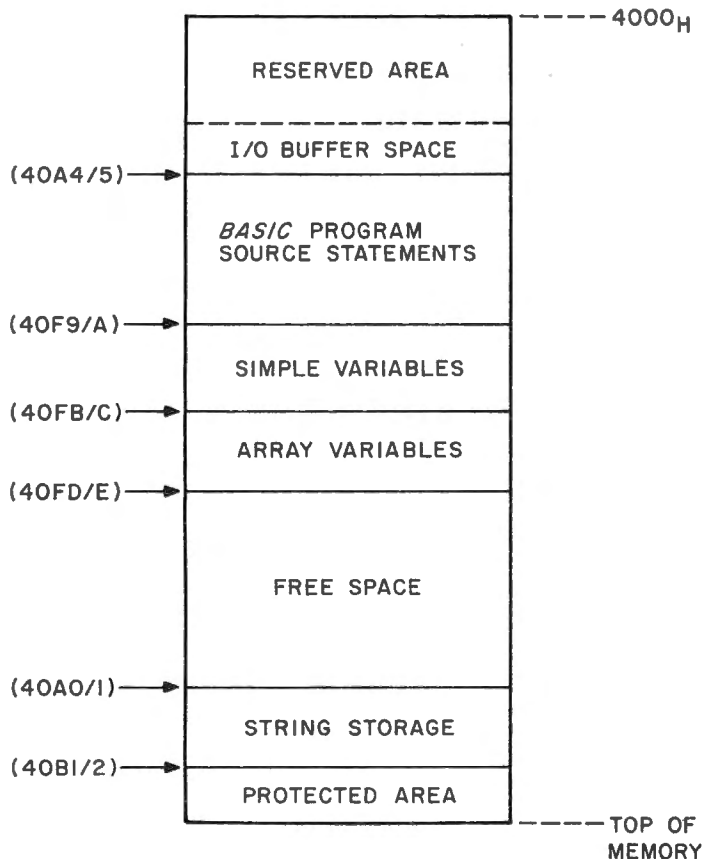 4000H
RESERVED AREA
I/O BUFFER SPACE
(40A4/5)
BASIC PROGRAM
SOURCE STATEMENTS
(40F9/A)
SIMPLE VARIABLES
(40FB/C)
ARRAY VARIABLES
(40FD/E)
FREE SPACE
(40A0/1)
STRING STORAGE
(40B1/2)
PROTECTED AREA
TOP OF
MEMORY